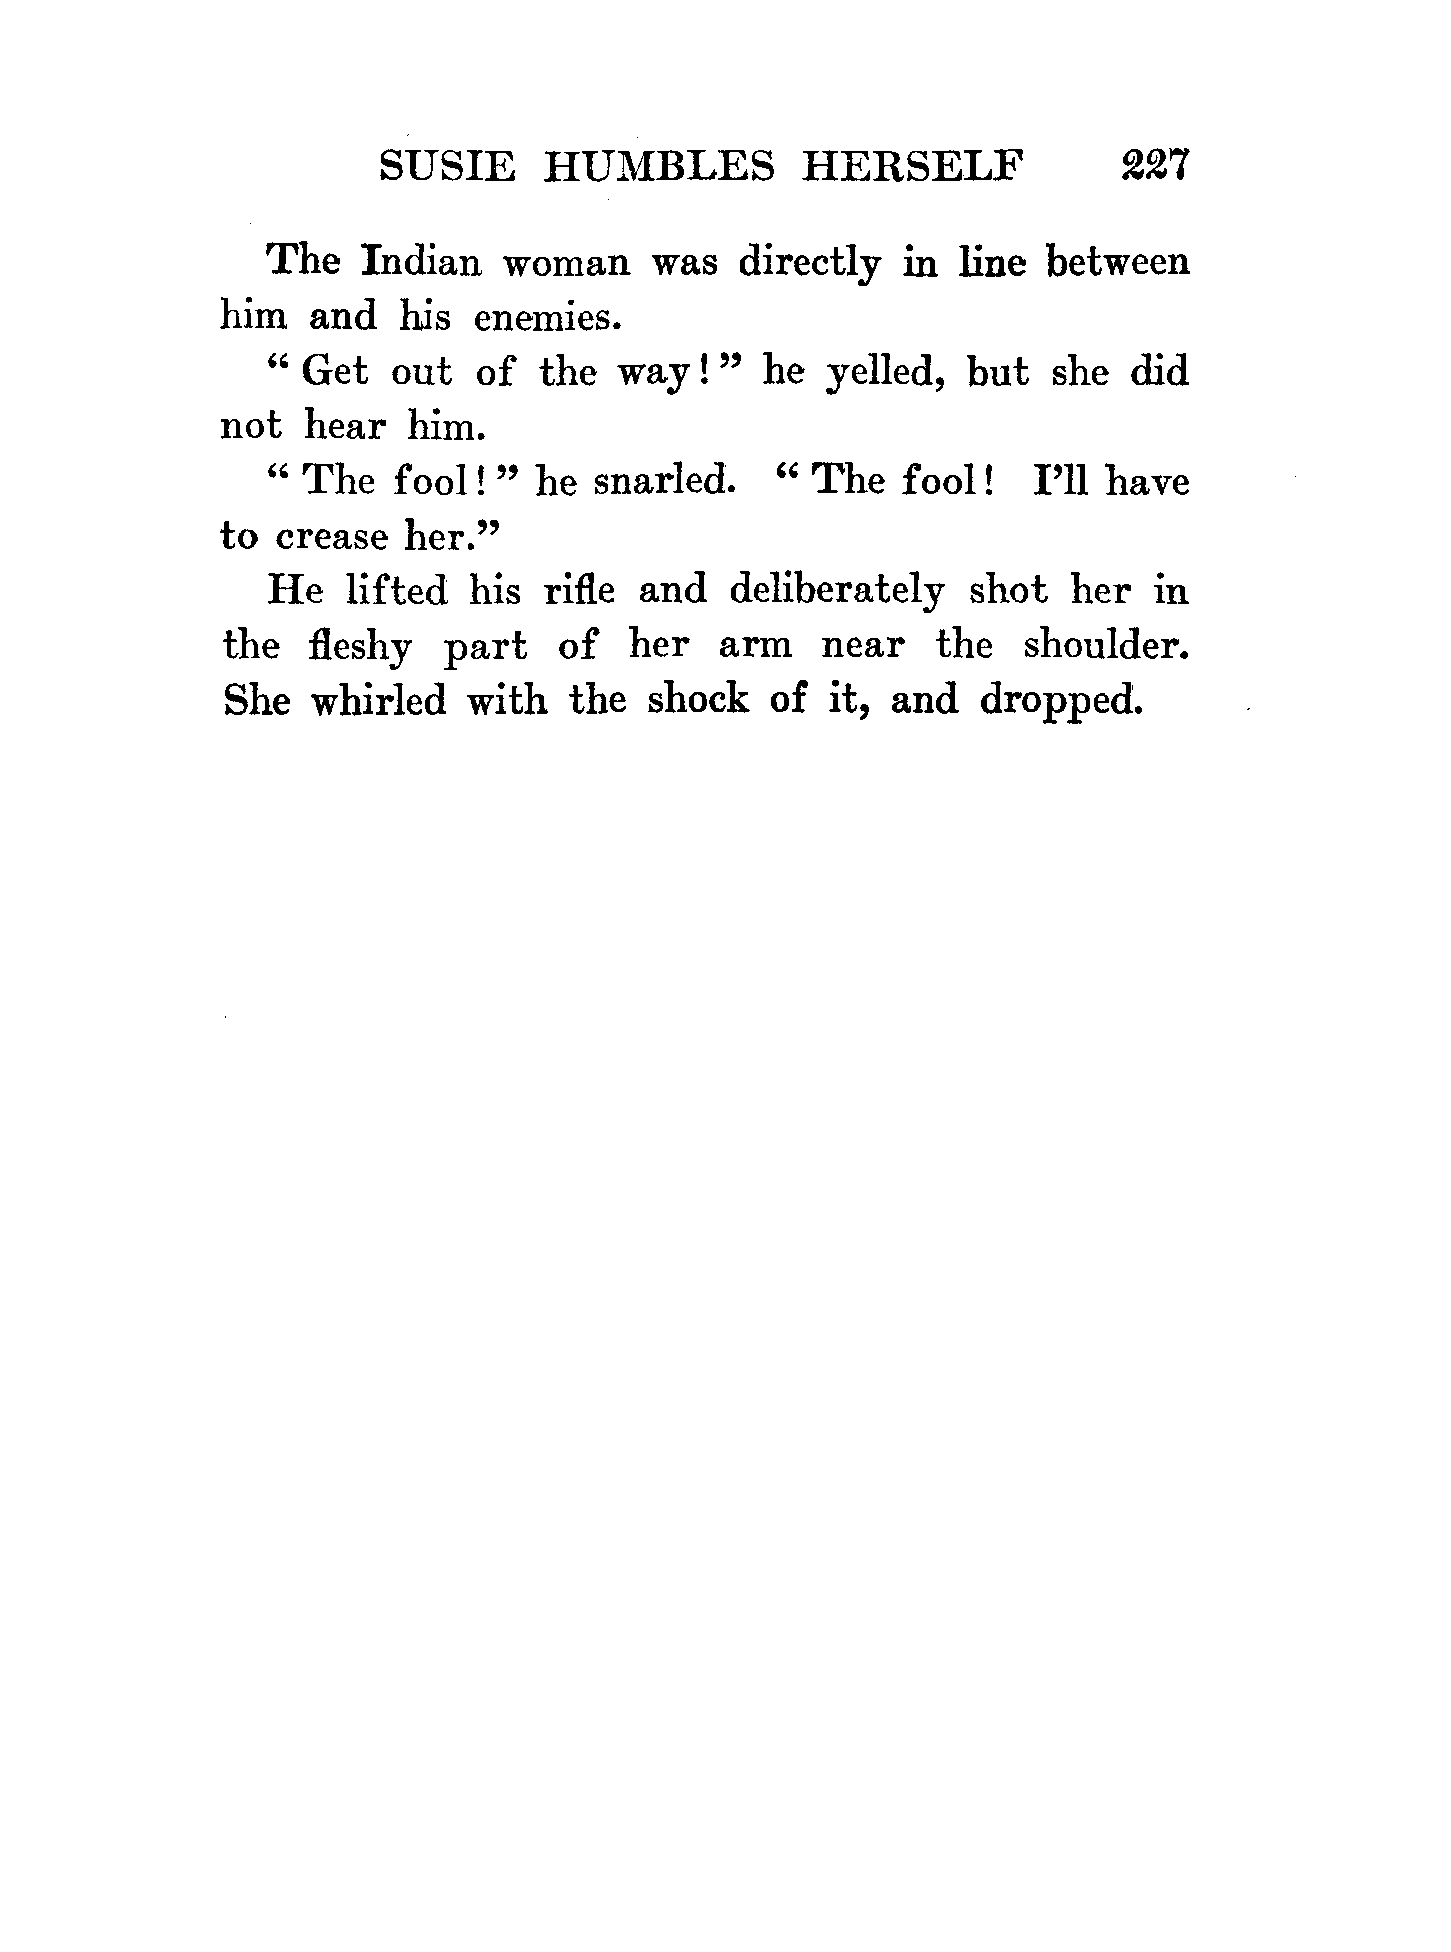 SUSIE HUMBLES HERSELF 227
The Indian woman was directly in line between
him and his enemies.
“ Get out of the way! ” he yelled, but she did
not hear him.
“ The fool! ” he snarled. “ The fool! I’ll have
to crease her.”
He lifted his rifle and deliberately shot her in
the fleshy part of her arm near the shoulder.
She whirled with the shock of it, and dropped.